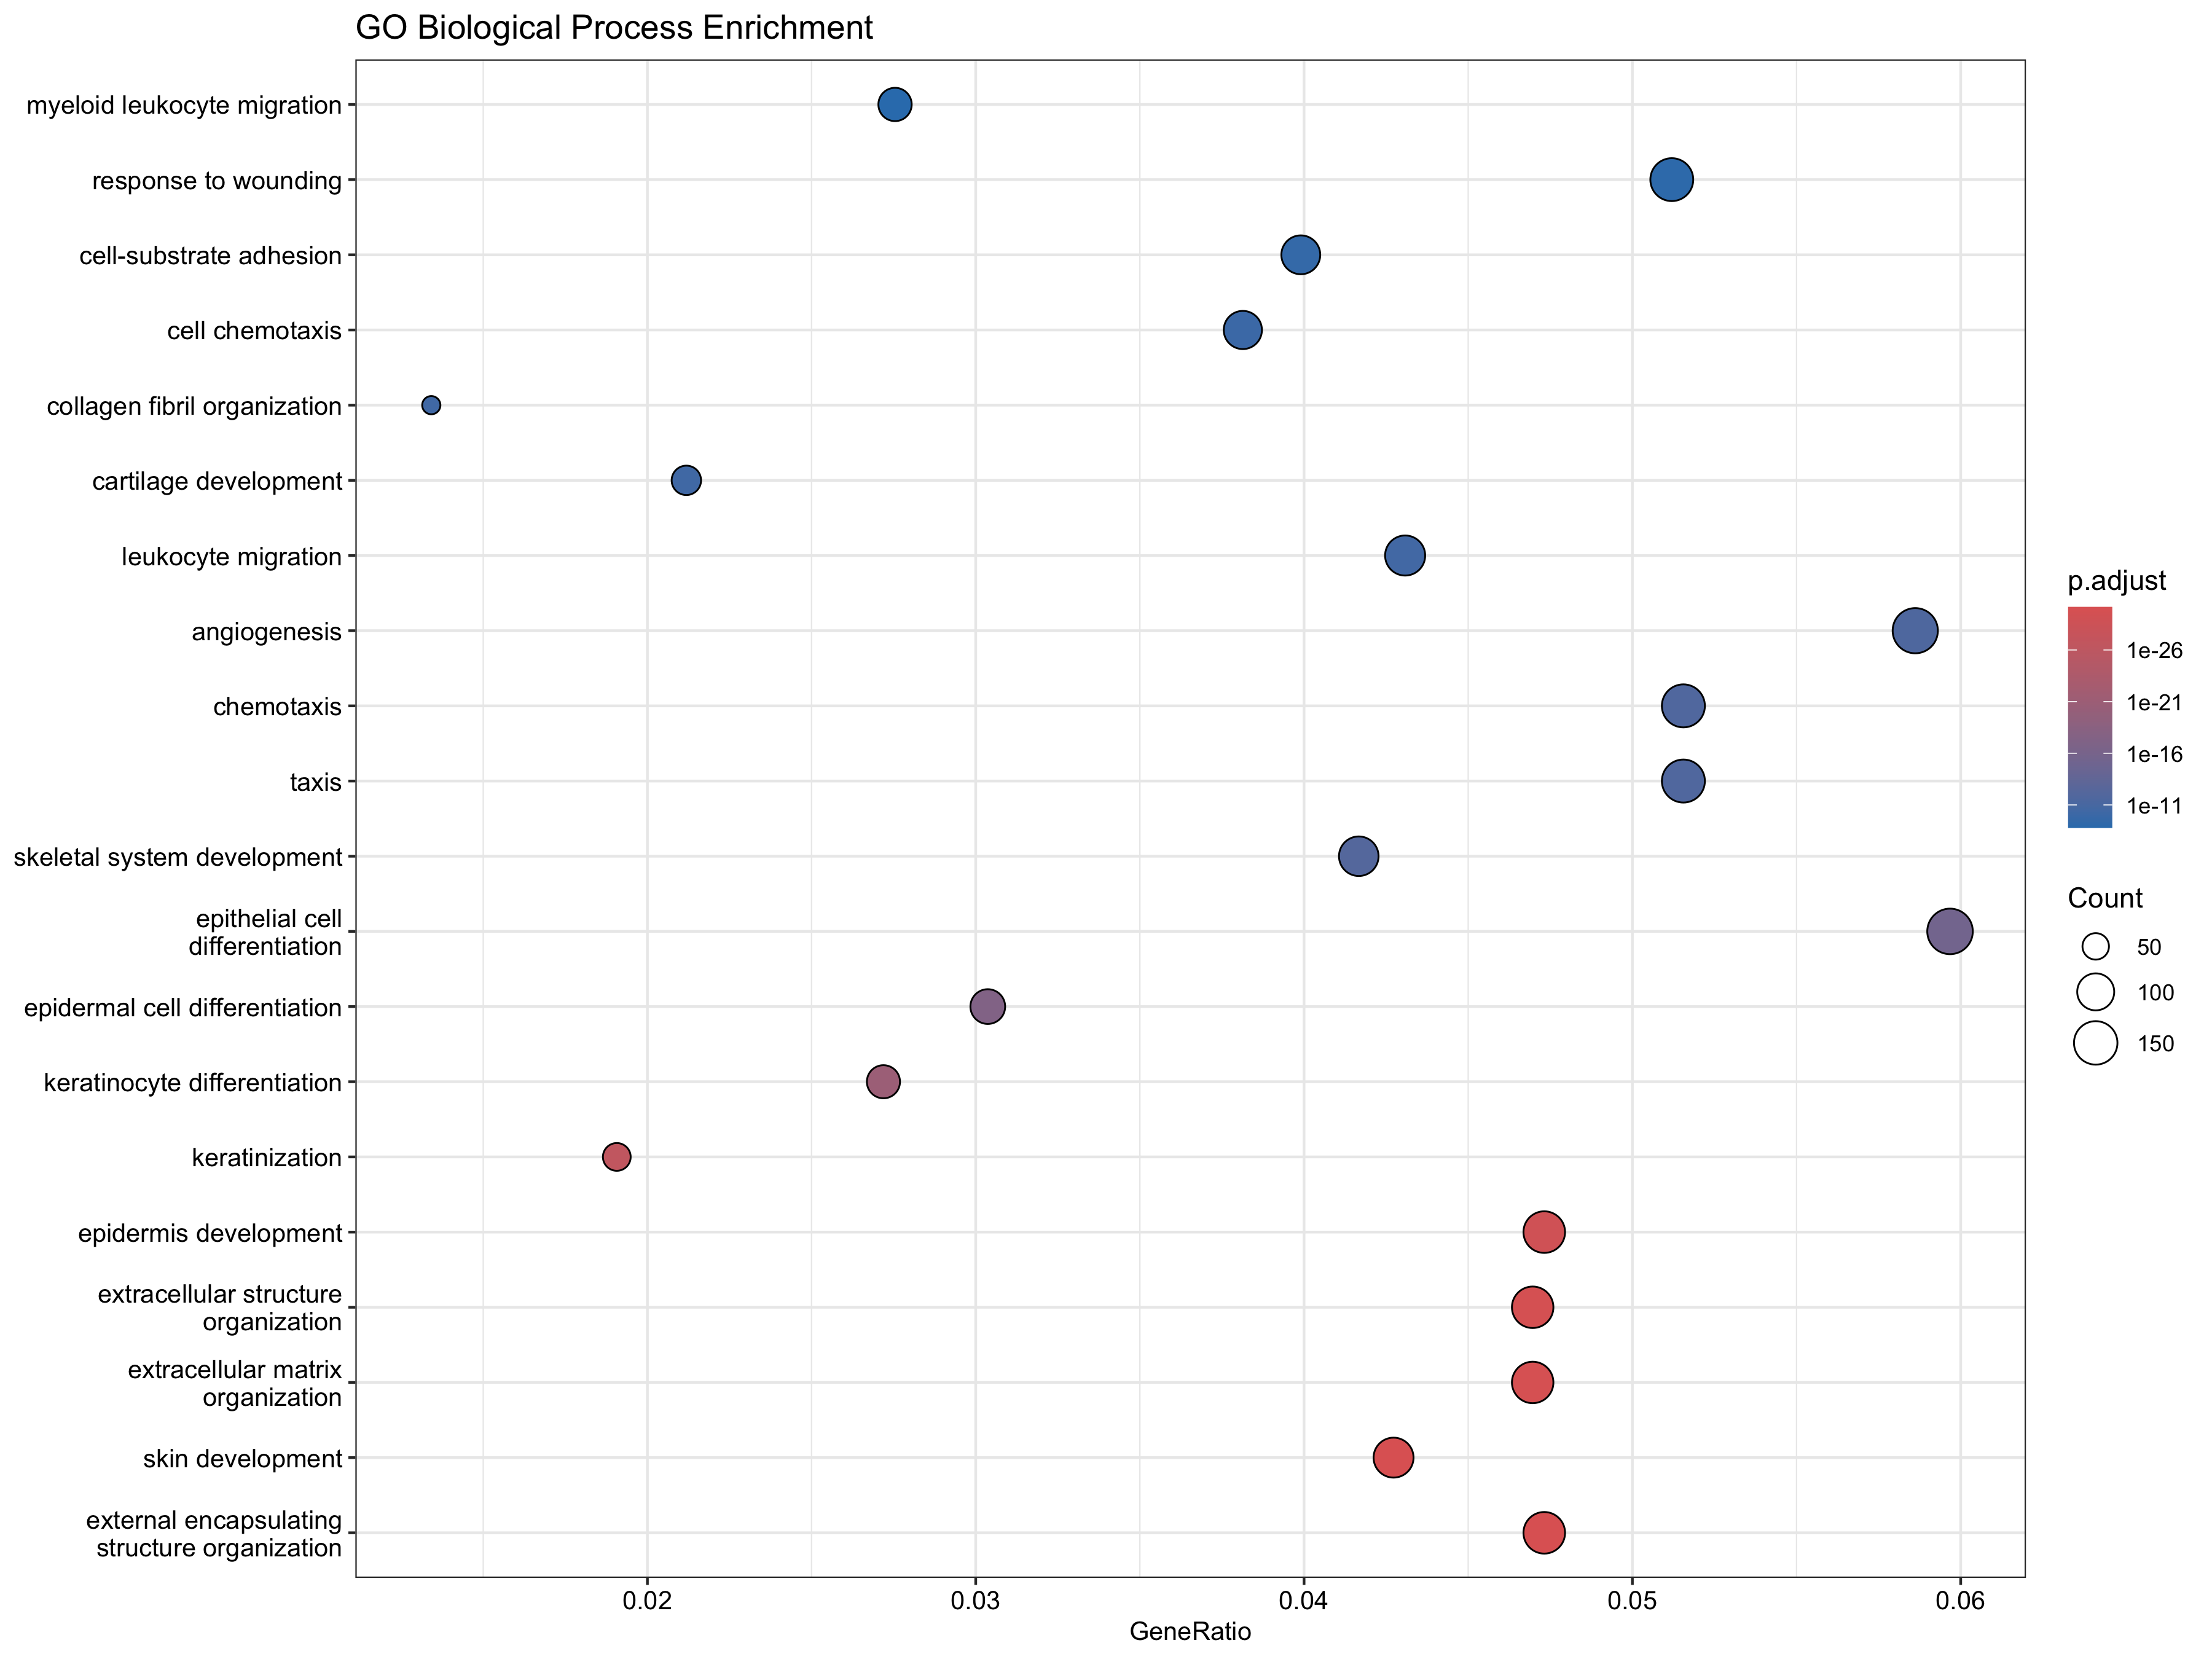 GO Biological Process Enrichment
myeloid leukocyte migration
response to wounding
cell-substrate adhesion
cell chemotaxis
collagen fibril organization
cartilage development
leukocyte migration
angiogenesis
chemotaxis
taxis
skeletal system development
epithelial cell
differentiation
epidermal cell differentiation
keratinocyte differentiation
keratinization
epidermis development
extracellular structure
organization
extracellular matrix
organization
skin development
external encapsulating
structure organization
0.02 0.03 0.04 0.05 0.06
GeneRatio
p.adjust
1e-26
1e-21
1e-16
1e-11
Count
50
100
150